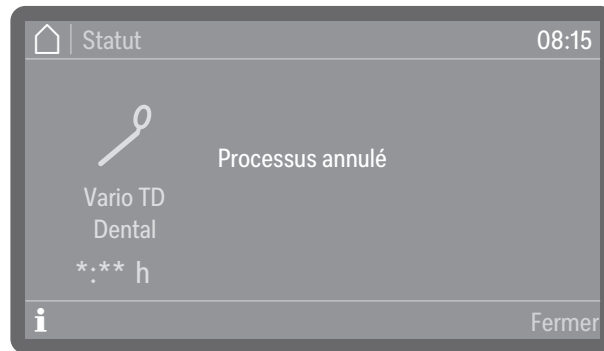 Statut 08:15
Processus annulé
Vario TD
Dental
*:** h
i Fermer